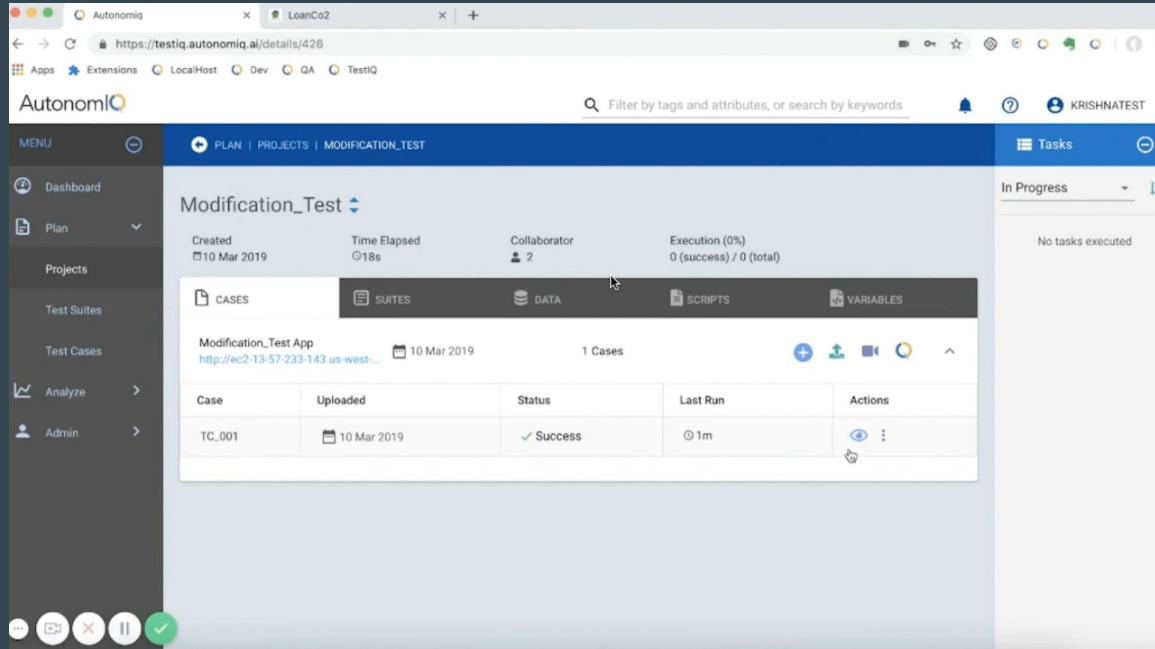 Autonomiq
LoanCo2
https://testiq.autonomiq.ai/details/426
Apps Extensions LocalHost Dev QA TestIQ
AutonomIQ
Filter by tags and attributes, or search by keywords
KRISHNATEST
MENU
PLAN | PROJECTS | MODIFICATION_TEST
Tasks
Dashboard
Plan
Projects
Test Suites
Test Cases
Analyze
Admin
Modification_Test
Created
10 Mar 2019
Time Elapsed
18s
Collaborator
2
Execution (0%)
0 (success) / 0 (total)
CASES SUITES DATA SCRIPTS VARIABLES
Modification_Test App
http://ec2-13-57-233-143.us-west-...
10 Mar 2019
1 Cases
Case Uploaded Status Last Run Actions
TC_001 10 Mar 2019 Success 1m
In Progress
No tasks executed